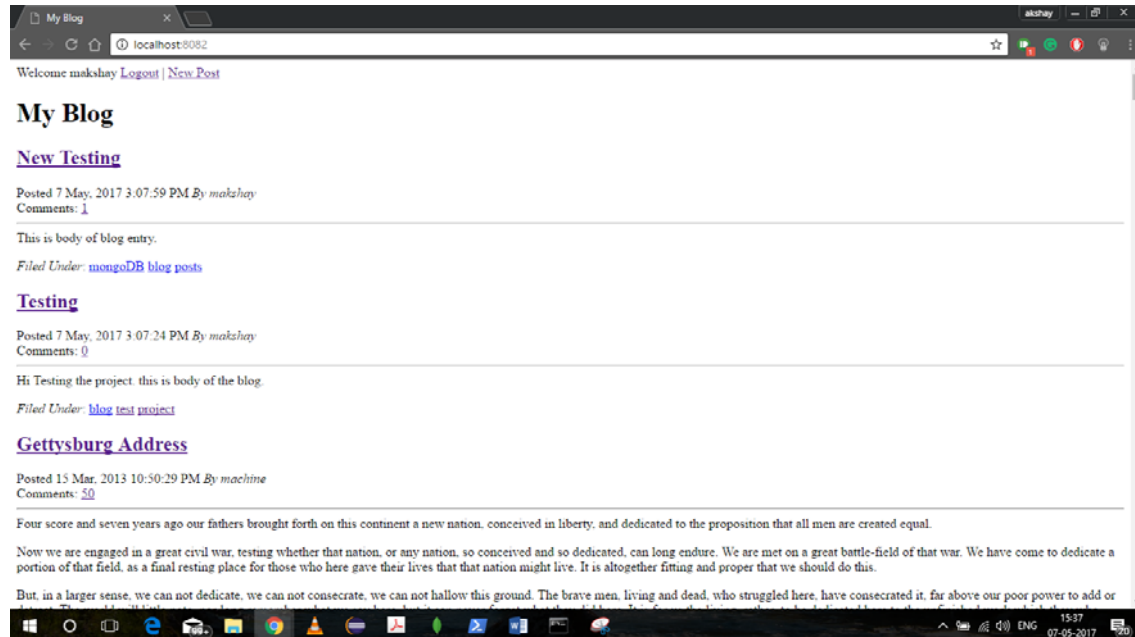 My Blog
akshay
localhost:8082
Welcome makshay Logout | New Post
My Blog
New Testing
Posted 7 May, 2017 3:07:59 PM By makshay
Comments: 1
This is body of blog entry.
Filed Under: mongoDB blog posts
Testing
Posted 7 May, 2017 3:07:24 PM By makshay
Comments: 0
Hi Testing the project. this is body of the blog.
Filed Under: blog test project
Gettysburg Address
Posted 15 Mar, 2013 10:50:29 PM By machine
Comments: 50
Four score and seven years ago our fathers brought forth on this continent a new nation, conceived in liberty, and dedicated to the proposition that all men are created equal.
Now we are engaged in a great civil war, testing whether that nation, or any nation, so conceived and so dedicated, can long endure. We are met on a great battle-field of that war. We have come to dedicate a
portion of that field, as a final resting place for those who here gave their lives that that nation might live. It is altogether fitting and proper that we should do this.
But, in a larger sense, we can not dedicate, we can not consecrate, we can not hallow this ground. The brave men, living and dead, who struggled here, have consecrated it, far above our poor power to add or
ENG
15:37
07-05-2017